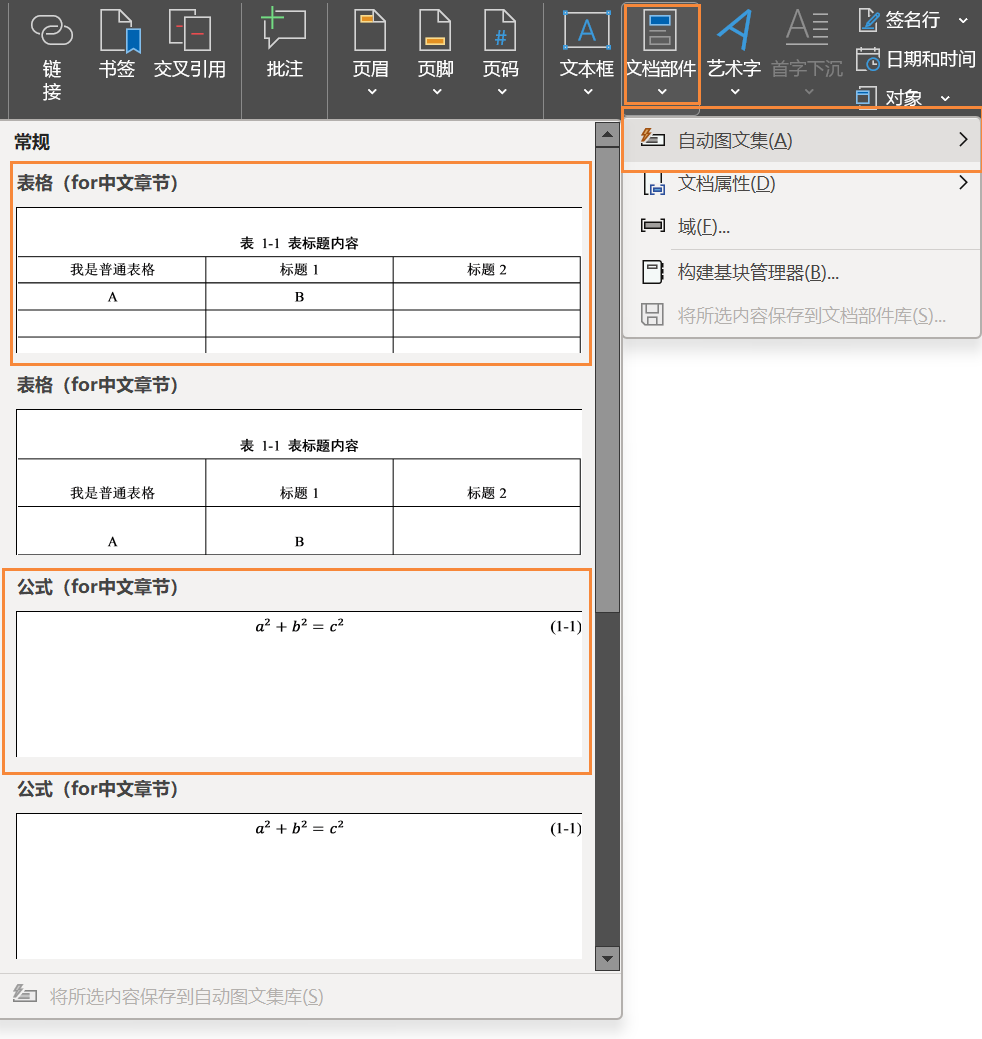 链接
书签
交叉引用
批注
页眉
页脚
页码
文本框
文档部件
艺术字
首字下沉
签名行
日期和时间
对象
自动图文集(A)
文档属性(D)
域(F)...
构建基块管理器(B)...
将所选内容保存到文档部件库(S)...
常规
表格（for中文章节）
表 1-1 表标题内容
我是普通表格 标题 1 标题 2
A B
表格（for中文章节）
表 1-1 表标题内容
我是普通表格 标题 1 标题 2
A B
公式（for中文章节）
a² + b² = c² (1-1)
公式（for中文章节）
a² + b² = c² (1-1)
将所选内容保存到自动图文集库(S)